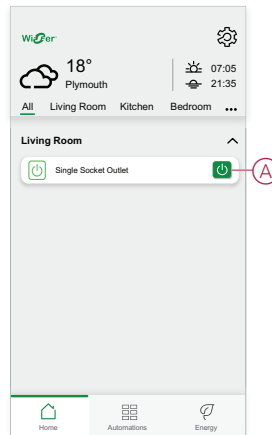 Wiser
18°
Plymouth
07:05
21:35
All Living Room Kitchen Bedroom •••
Living Room
Single Socket Outlet
A
Home Automations Energy